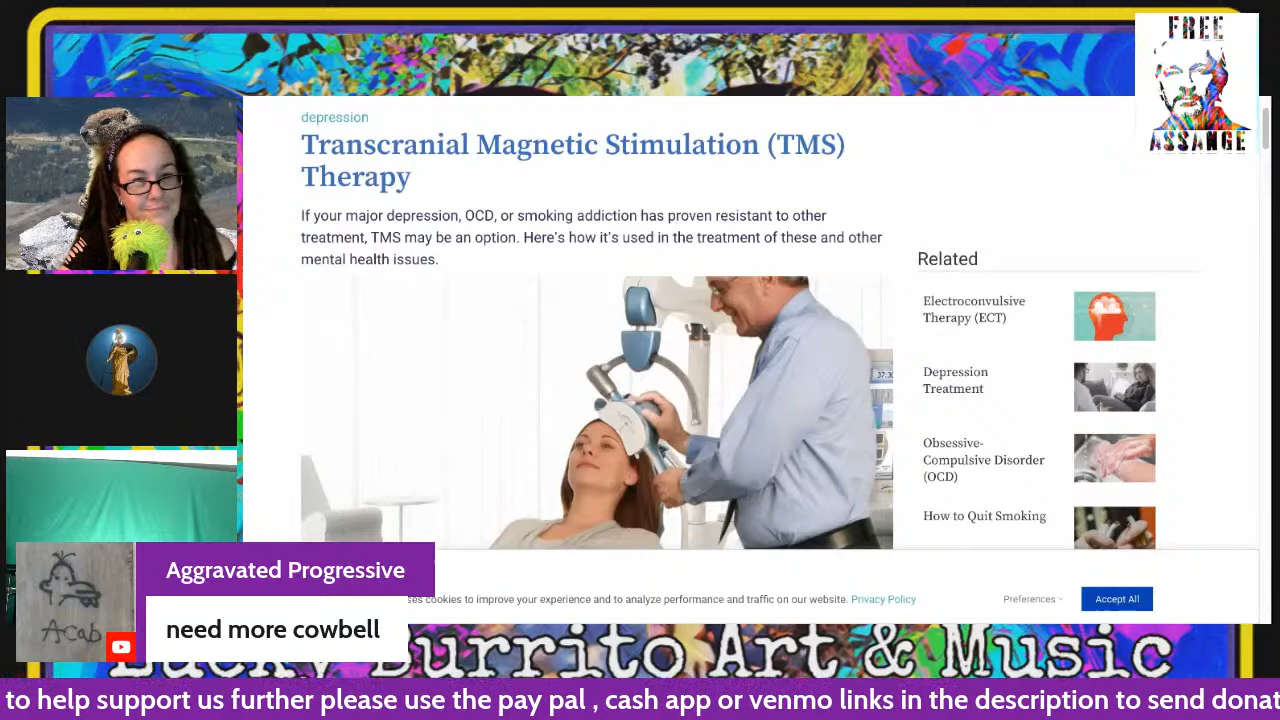 FREE
ASSANGE
depression
Transcranial Magnetic Stimulation (TMS)
Therapy
If your major depression, OCD, or smoking addiction has proven resistant to other
treatment, TMS may be an option. Here's how it's used in the treatment of these and other
mental health issues.
Related
Electroconvulsive
Therapy (ECT)
Depression
Treatment
Obsessive-
Compulsive Disorder
(OCD)
How to Quit Smoking
37:30
Aggravated Progressive
need more cowbell
Acab
cookies to improve your experience and to analyze performance and traffic on our website. Privacy Policy
Preferences
Accept All
Burrito Art & Music
to help support us further please use the pay pal , cash app or venmo links in the description to send